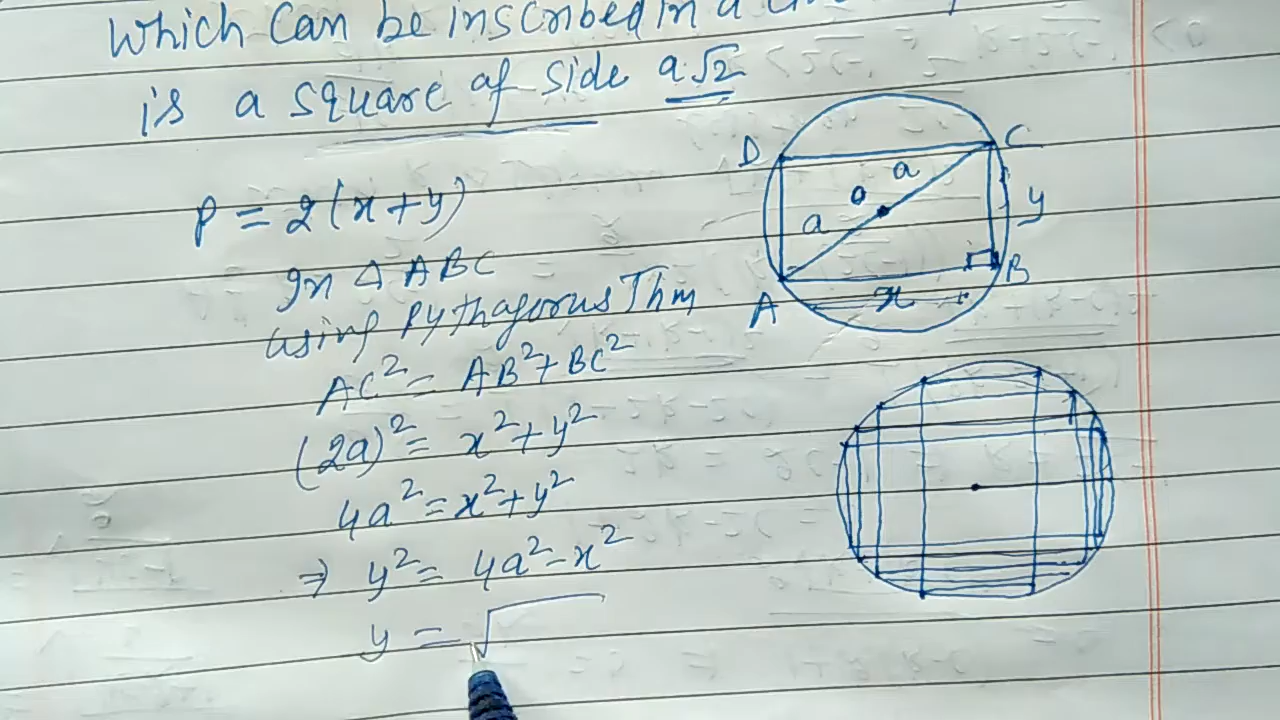 Which can be inscribed in a
is a square of side a√2
P = 2(x+y)
In Δ ABC
using Pythagorus Thm
AC² = AB² + BC²
(2a)² = x² + y²
4a² = x² + y²
⇒ y² = 4a² - x²
y = √
D
C
a
o
a
y
A
x
B